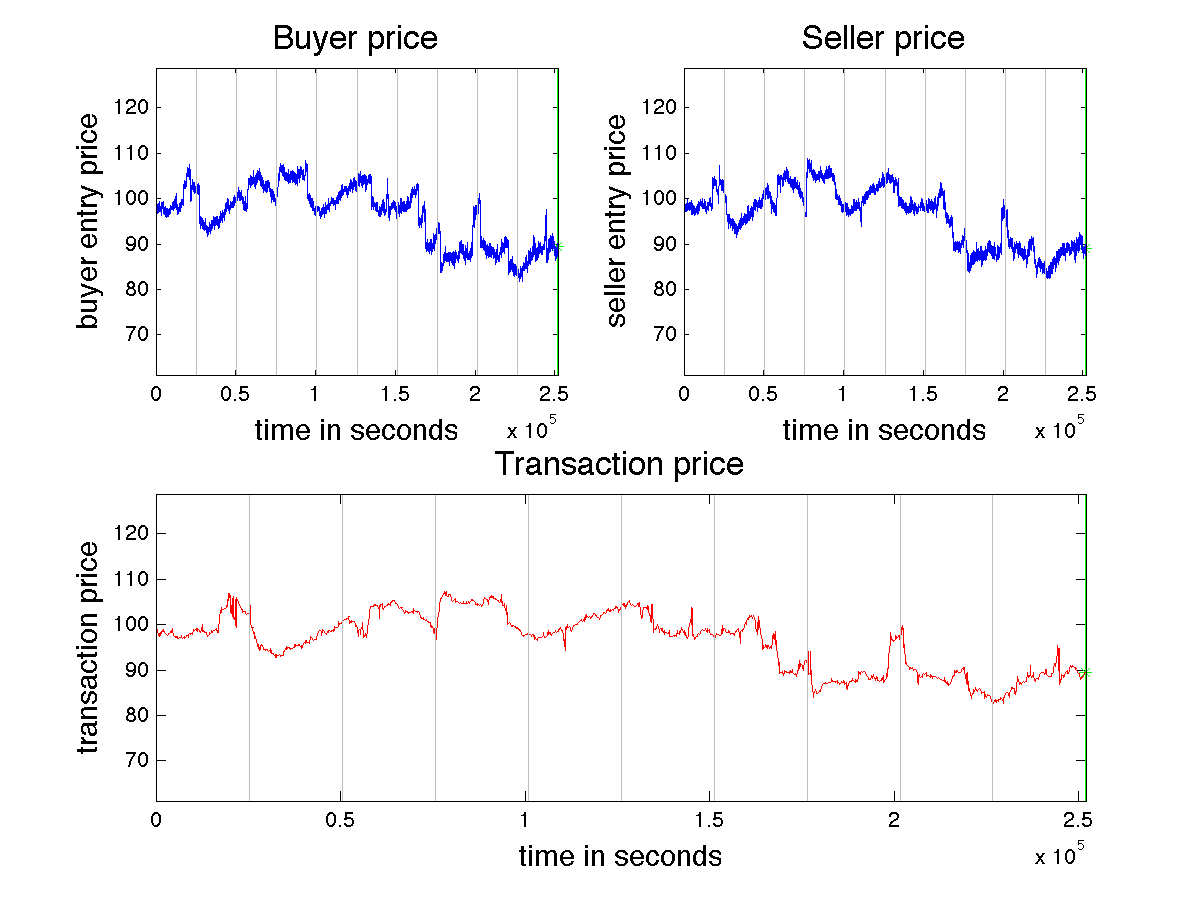 Buyer price
buyer entry price
120
110
100
90
80
70
0 0.5 1 1.5 2 2.5
time in seconds
x 10^5
Seller price
seller entry price
120
110
100
90
80
70
0 0.5 1 1.5 2 2.5
time in seconds
x 10^5
Transaction price
transaction price
120
110
100
90
80
70
0 0.5 1 1.5 2 2.5
time in seconds
x 10^5